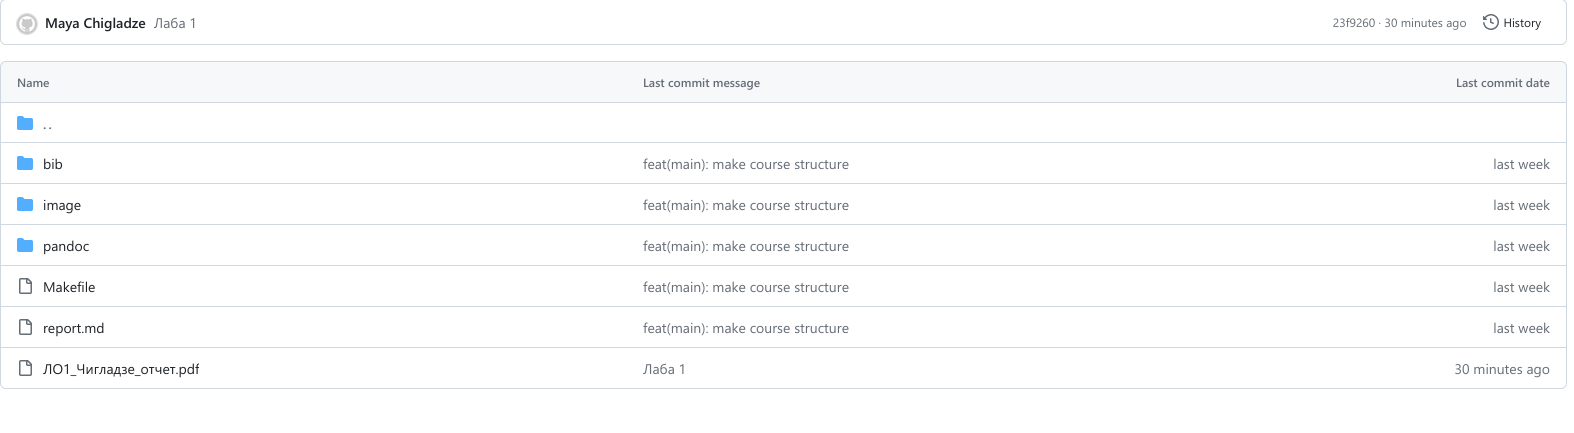 Maya Chigladze Лаба 1 23f9260 · 30 minutes ago History
Name Last commit message Last commit date
..
bib feat(main): make course structure last week
image feat(main): make course structure last week
pandoc feat(main): make course structure last week
Makefile feat(main): make course structure last week
report.md feat(main): make course structure last week
ЛО1_Чигладзе_отчет.pdf Лаба 1 30 minutes ago